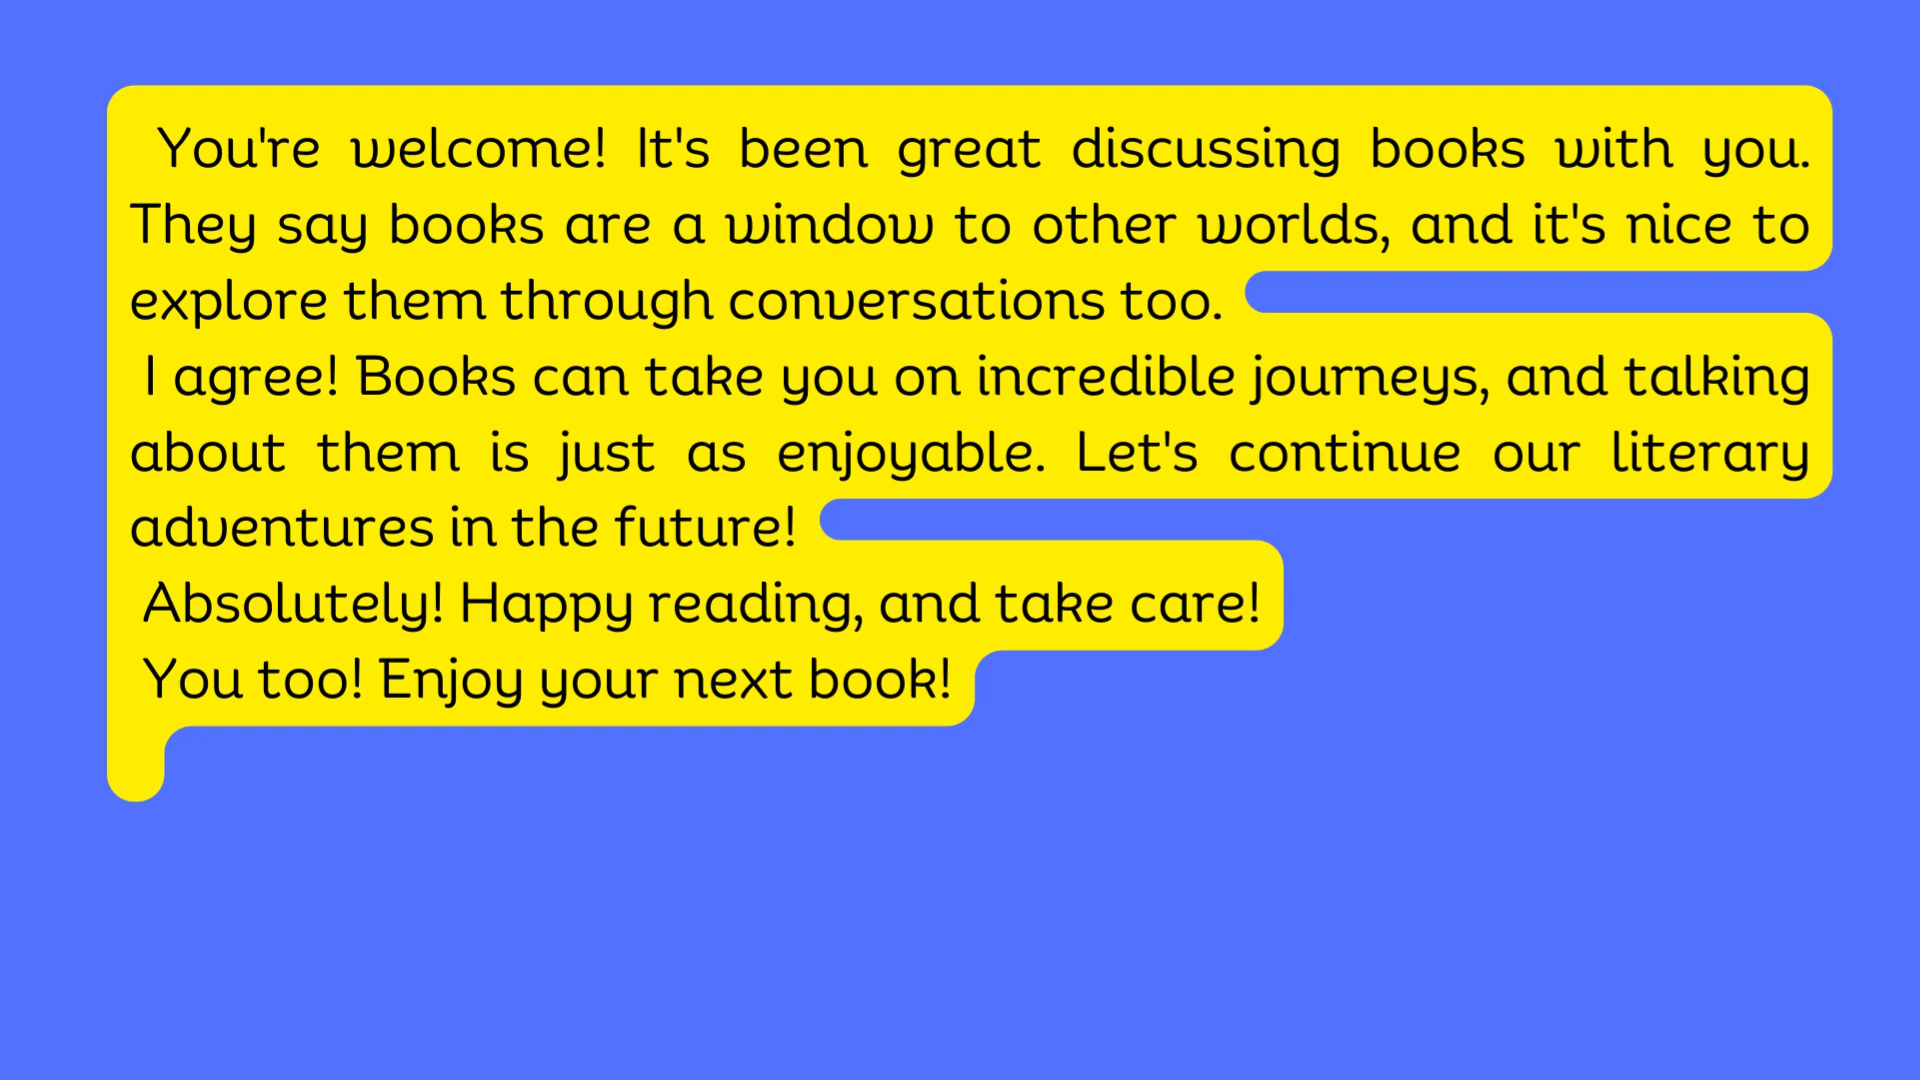 You're welcome! It's been great discussing books with you.
They say books are a window to other worlds, and it's nice to
explore them through conversations too.
I agree! Books can take you on incredible journeys, and talking
about them is just as enjoyable. Let's continue our literary
adventures in the future!
Absolutely! Happy reading, and take care!
You too! Enjoy your next book!